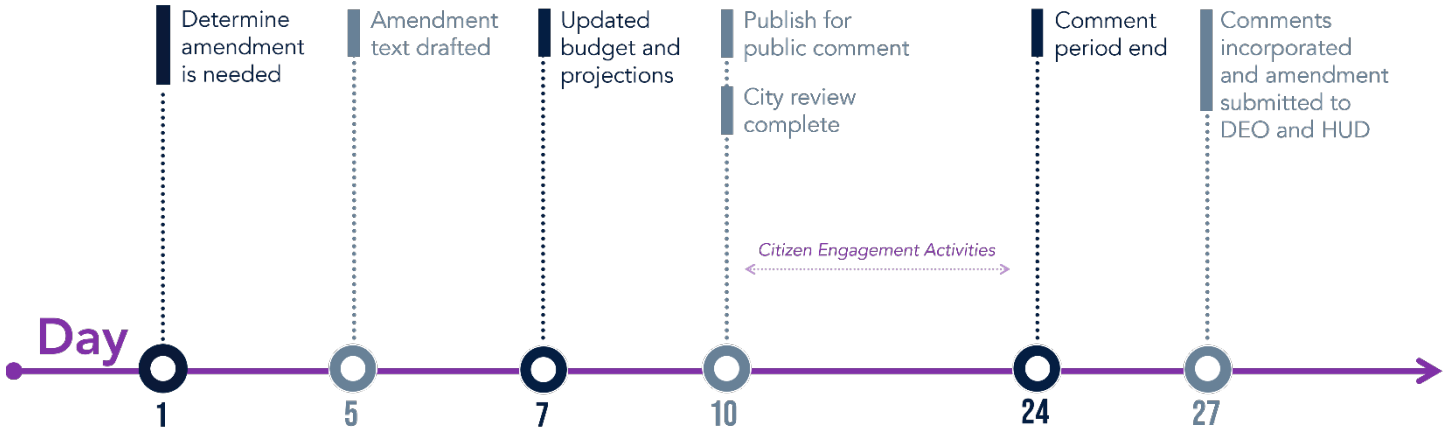 Determine
amendment
is needed
Amendment
text drafted
Updated
budget and
projections
Publish for
public comment
City review
complete
Comment
period end
Comments
incorporated
and amendment
submitted to
DEO and HUD
Citizen Engagement Activities
Day
1
5
7
10
24
27